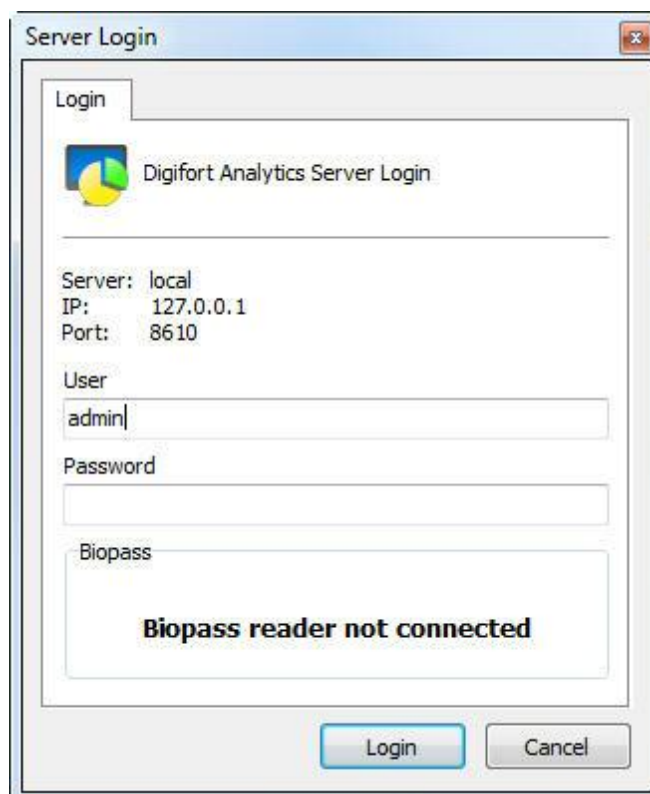 Server Login
Login
Digifort Analytics Server Login
Server: local
IP: 127.0.0.1
Port: 8610
User
admin
Password
Biopass
Biopass reader not connected
Login Cancel